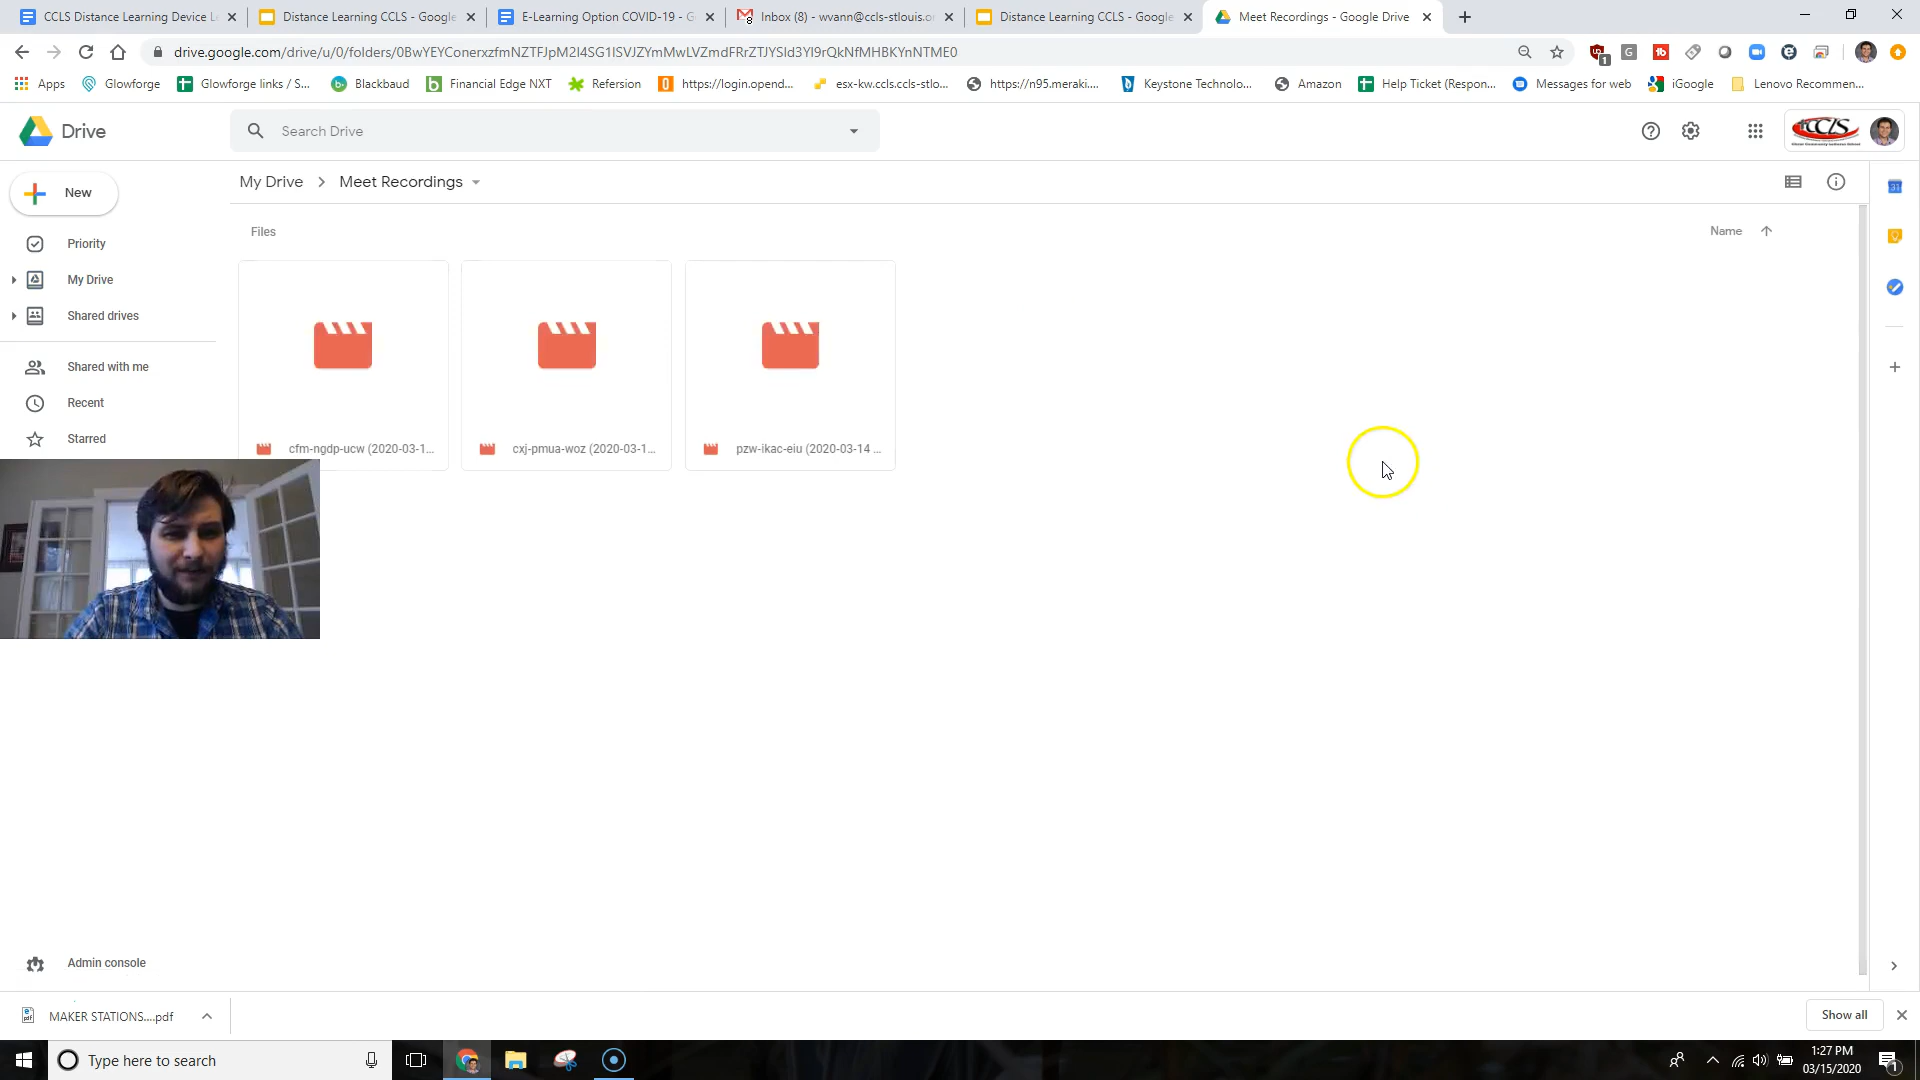 CCLS Distance Learning Device L
Distance Learning CCLS - Google
E-Learning Option COVID-19 - G
Inbox (8) - wvann@ccls-stlouis.o
Distance Learning CCLS - Google
Meet Recordings - Google Drive
drive.google.com/drive/u/0/folders/0BwYEYConerxzfmNZTFJpM2I4SG1lSVJZYmMwLVZmdFRrZTJYSld3Yl9rQkNfMHBKYnNTME0
Apps
Glowforge
Glowforge links / S...
Blackbaud
Financial Edge NXT
Refersion
https://login.opend...
esx-kw.ccls.ccls-stlo...
https://n95.meraki....
Keystone Technolo...
Amazon
Help Ticket (Respon...
Messages for web
iGoogle
Lenovo Recommen...
Drive
Search Drive
CCLS
New
My Drive
Meet Recordings
Priority
Files
Name
My Drive
Shared drives
Shared with me
Recent
Starred
cfm-ngdp-ucw (2020-03-1...
cxj-pmua-woz (2020-03-1...
pzw-ikac-eiu (2020-03-14 ...
Admin console
MAKER STATIONS....pdf
Show all
Type here to search
1:27 PM
03/15/2020